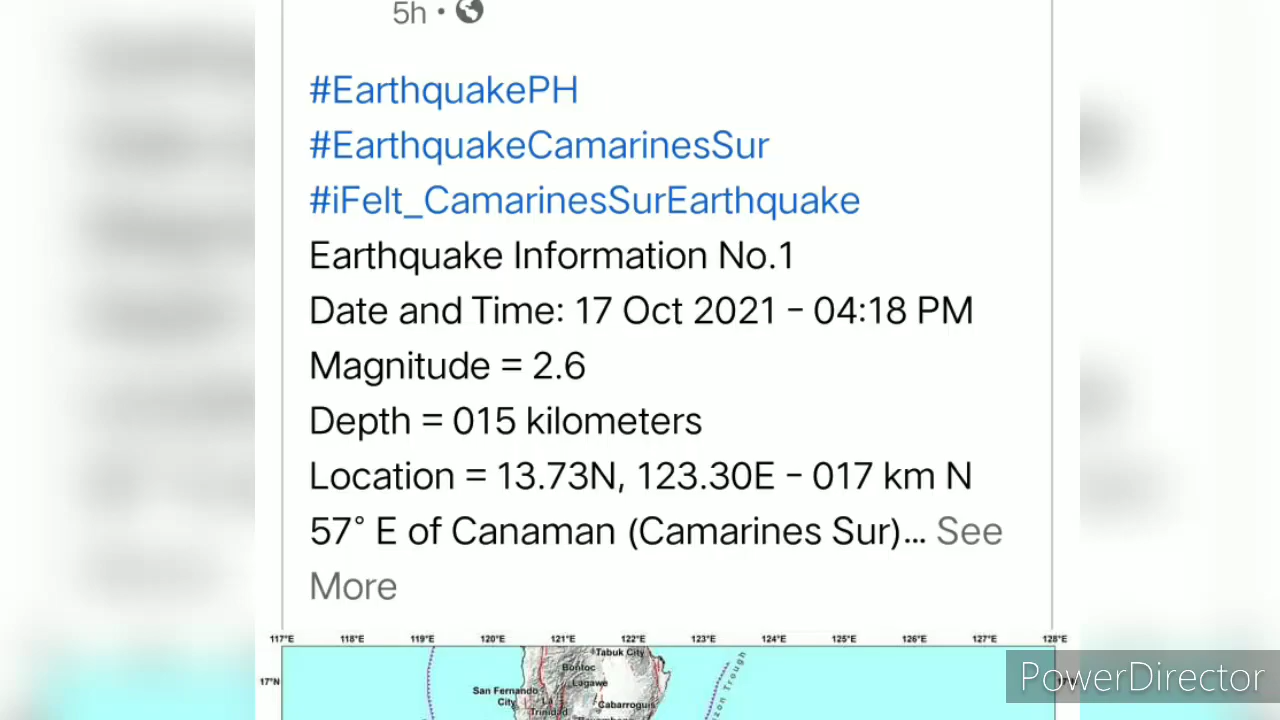 5h •
#EarthquakePH
#EarthquakeCamarinesSur
#iFelt_CamarinesSurEarthquake
Earthquake Information No.1
Date and Time: 17 Oct 2021 - 04:18 PM
Magnitude = 2.6
Depth = 015 kilometers
Location = 13.73N, 123.30E - 017 km N
57° E of Canaman (Camarines Sur)... See
More
117°E 118°E 119°E 120°E 121°E 122°E 123°E 124°E 125°E 126°E 127°E 128°E
Tabuk City
Bontoc
17°N
Lagawe
San Fernando
City
La
Trinidad
Cabarroguis
Trough
PowerDirector